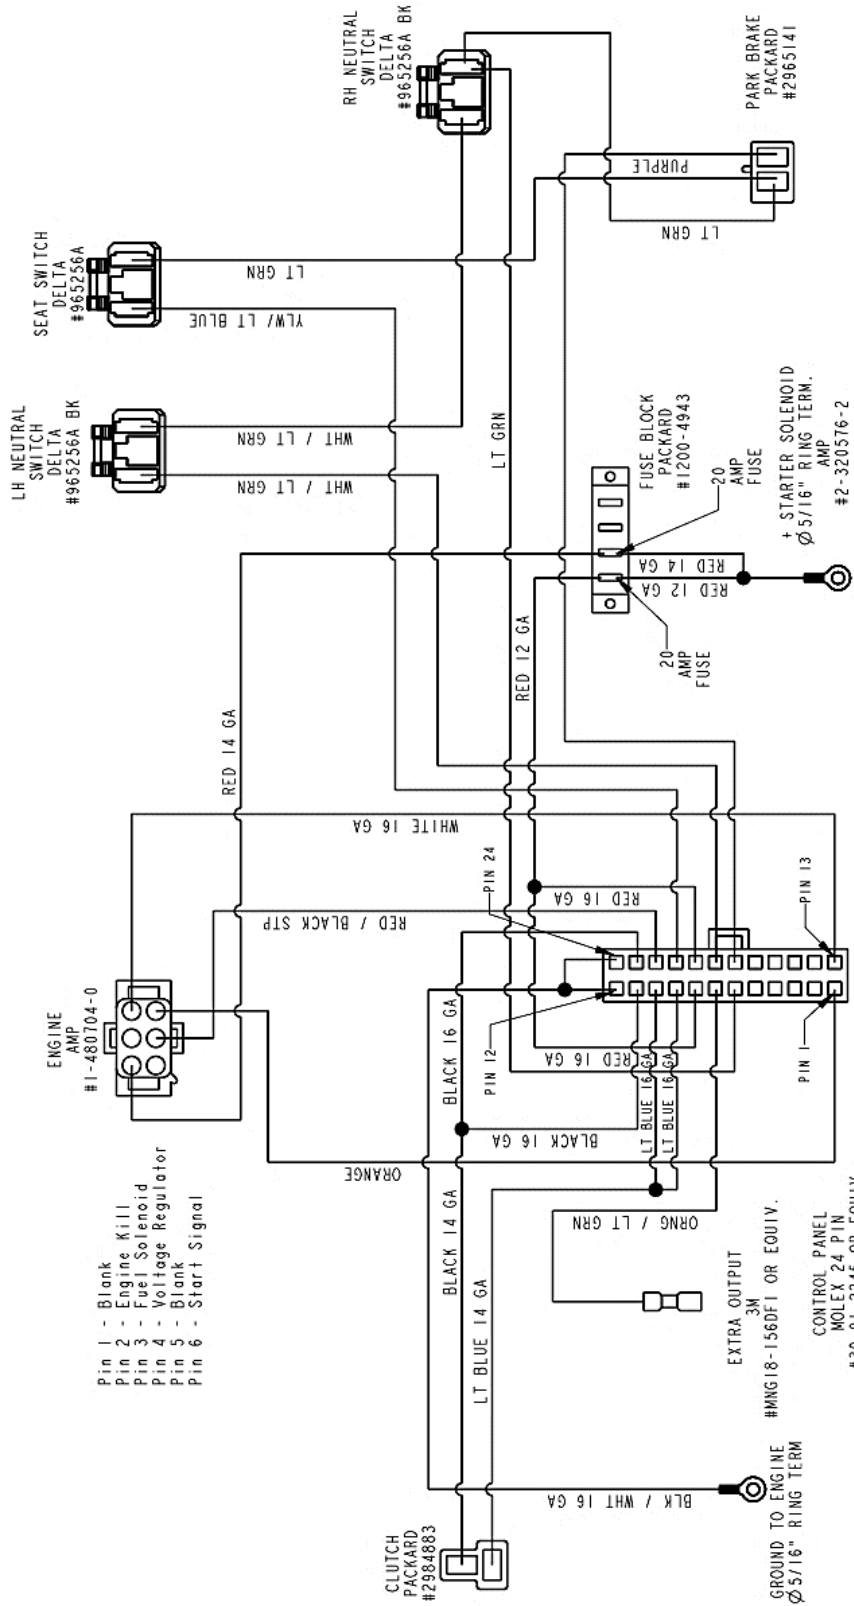 RH NEUTRAL
SWITCH
DELTA
#965256A BK
PARK BRAKE
PACKARD
#2965141
SEAT SWITCH
DELTA
#965256A
LH NEUTRAL
SWITCH
DELTA
#965256A BK
PURPLE
LT GRN
LT GRN
YLW/ LT BLUE
WHT / LT GRN
WHT / LT GRN
LT GRN
FUSE BLOCK
PACKARD
#1200-4943
20
AMP
FUSE
+ STARTER SOLENOID
Ø5/16" RING TERM.
AMP
#2-320576-2
RED 14 GA
RED 12 GA
20
AMP
FUSE
RED 12 GA
RED 14 GA
WHITE 16 GA
RED / BLACK STP
PIN 24
RED 16 GA
PIN 13
ENGINE
AMP
#1-480704-0
BLACK 16 GA
PIN 12
RED 16 GA
PIN 1
BLACK 16 GA
LT BLUE 16 GA
LT BLUE 16 GA
ORANGE
Pin 1 - Blank
Pin 2 - Engine Kill
Pin 3 - Fuel Solenoid
Pin 4 - Voltage Regulator
Pin 5 - Blank
Pin 6 - Start Signal
BLACK 14 GA
LT BLUE 14 GA
ORNG / LT GRN
EXTRA OUTPUT
3M
#MNG18-156DFI OR EQUIV.
CONTROL PANEL
MOLEX 24 PIN
BLK / WHT 16 GA
GROUND TO ENGINE
Ø5/16" RING TERM
CLUTCH
PACKARD
#2984883